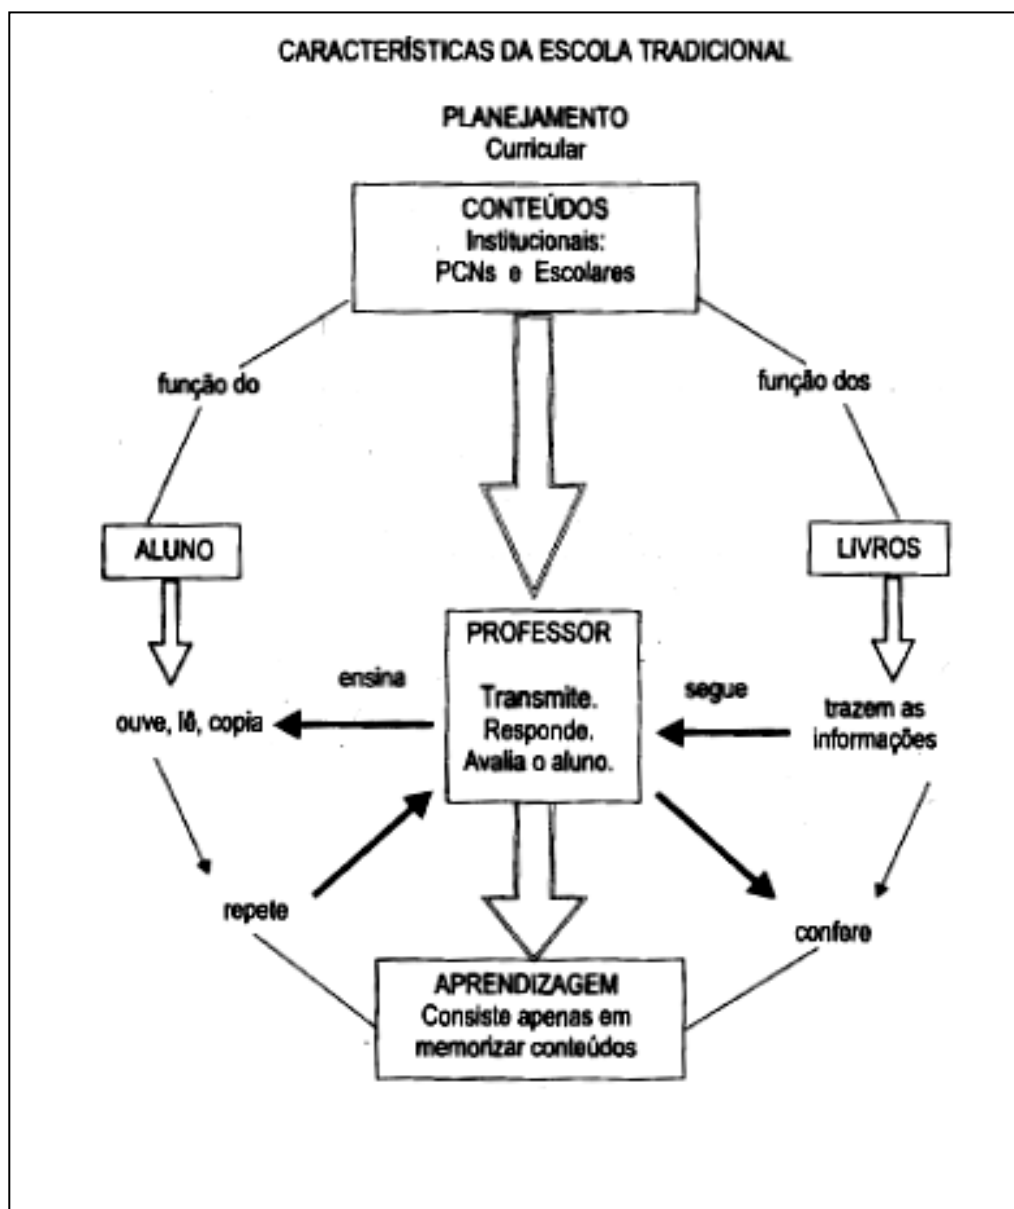 CARACTERÍSTICAS DA ESCOLA TRADICIONAL
PLANEJAMENTO
Curricular
CONTEÚDOS
Institucionais:
PCNs e Escolares
função do
função dos
ALUNO
LIVROS
PROFESSOR
Transmite.
Responde.
Avalia o aluno.
ensina
segue
ouve, lê, copia
trazem as
informações
repete
confere
APRENDIZAGEM
Consiste apenas em
memorizar conteúdos